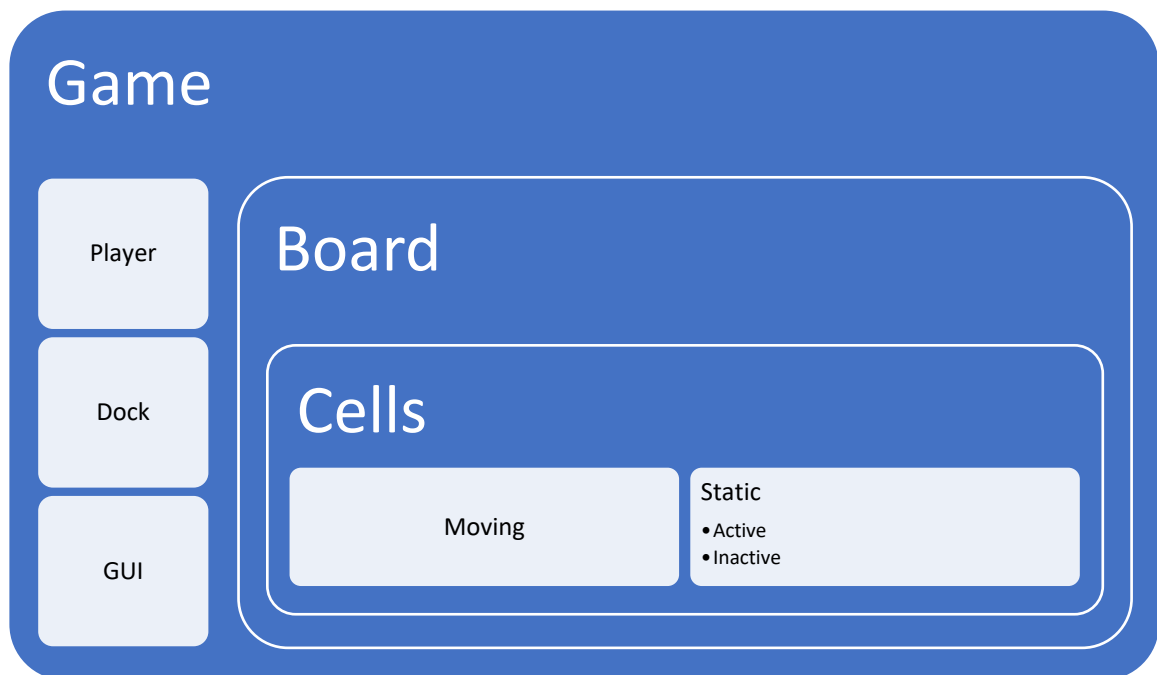 Game
Player
Dock
GUI
Board
Cells
Moving
Static
•Active
•Inactive